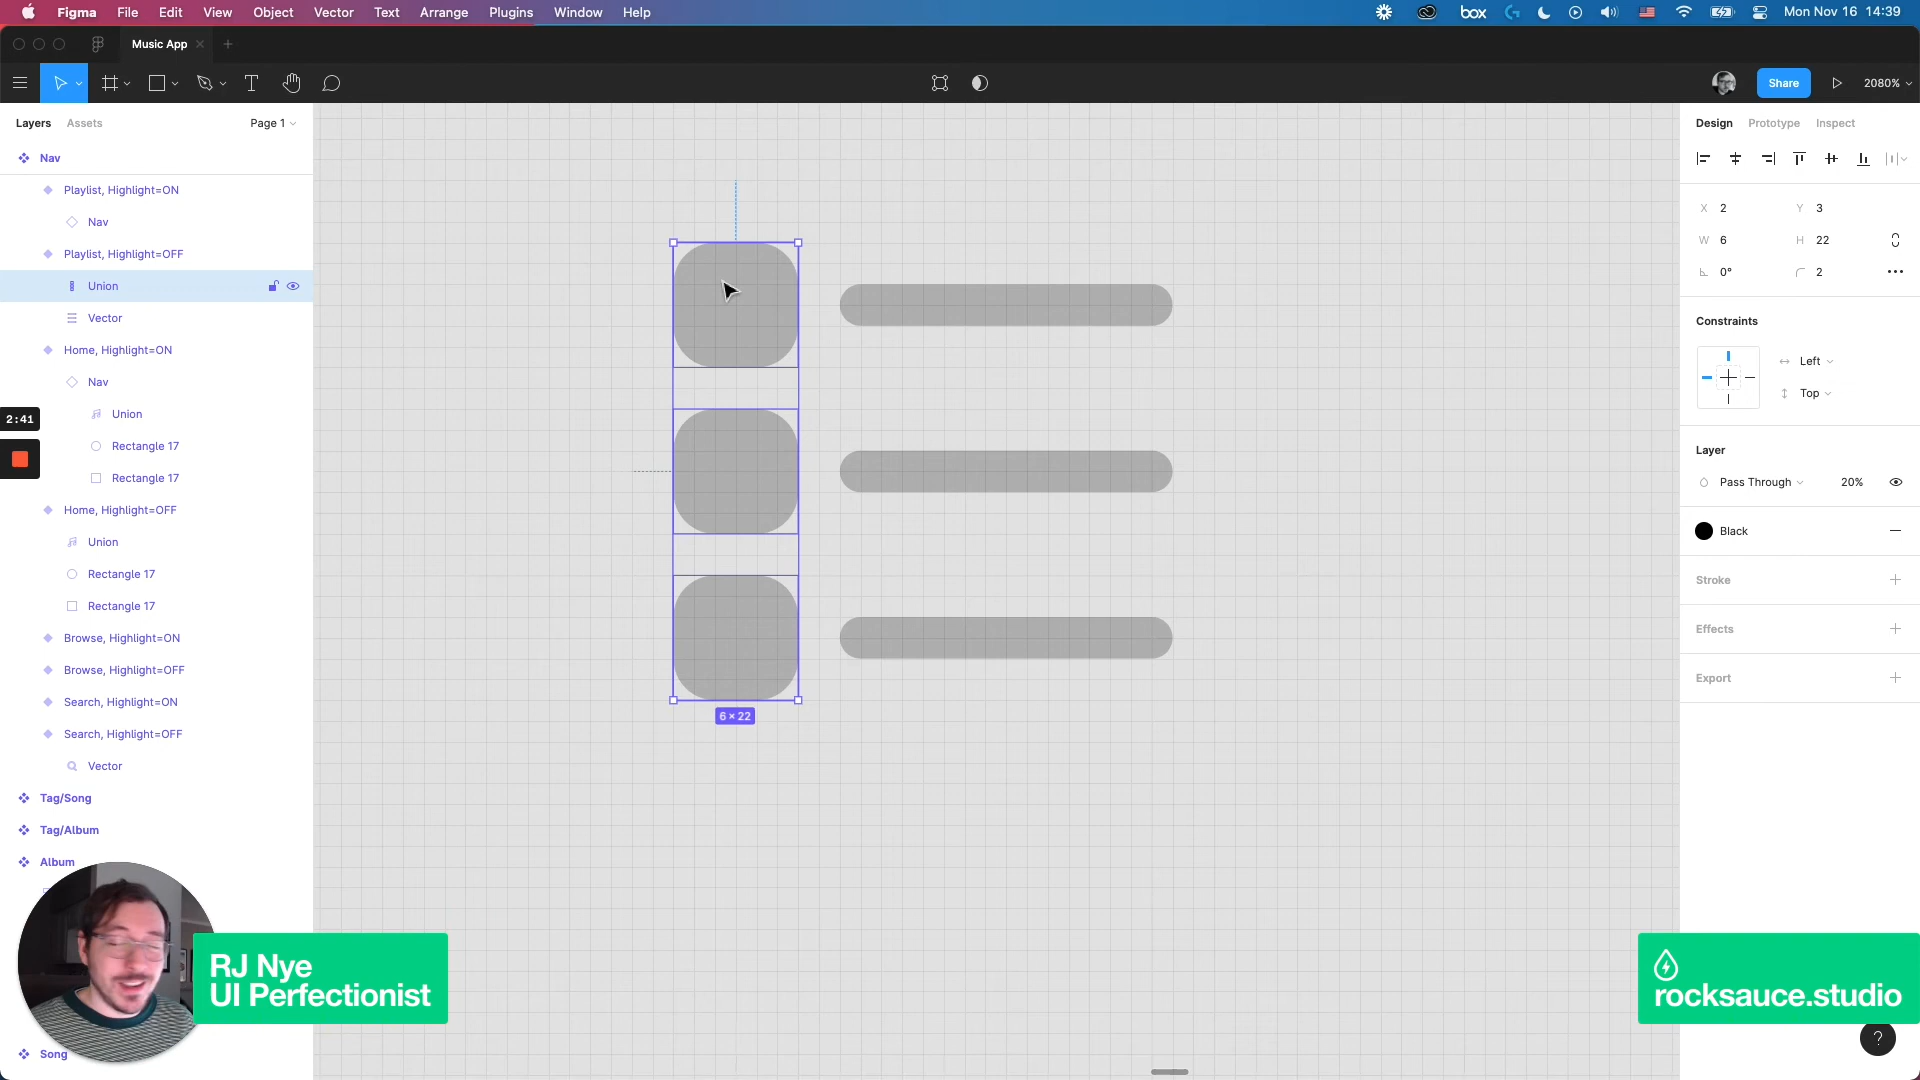 Figma File Edit View Object Vector Text Arrange Plugins Window Help
box Mon Nov 16 14:39
Music App
Share 2080%
Layers Assets Page 1
Nav
Playlist, Highlight=ON
Nav
Playlist, Highlight=OFF
Union
Vector
Home, Highlight=ON
Nav
Union
Rectangle 17
Rectangle 17
Home, Highlight=OFF
Union
Rectangle 17
Rectangle 17
Browse, Highlight=ON
Browse, Highlight=OFF
Search, Highlight=ON
Search, Highlight=OFF
Vector
Tag/Song
Tag/Album
Album
Song
2:41
6 × 22
Design Prototype Inspect
X 2 Y 3
W 6 H 22
0° 2
Constraints
Left
Top
Layer
Pass Through 20%
Black
Stroke
Effects
Export
RJ Nye
UI Perfectionist
rocksauce.studio
?